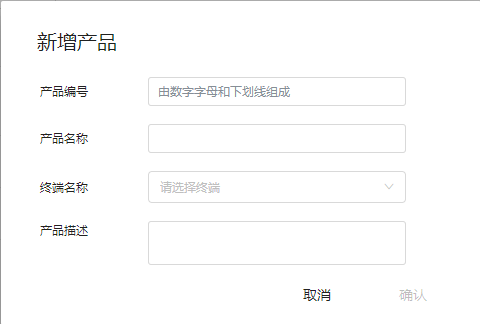 新增产品
产品编号 由数字字母和下划线组成
产品名称
终端名称 请选择终端
产品描述
取消 确认